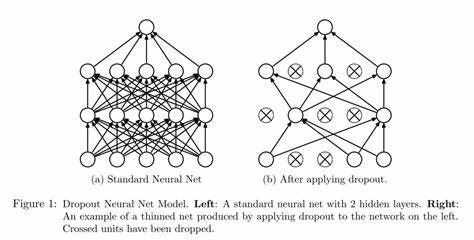 (a) Standard Neural Net
(b) After applying dropout.
Figure 1: Dropout Neural Net Model. Left: A standard neural net with 2 hidden layers. Right:
An example of a thinned net produced by applying dropout to the network on the left.
Crossed units have been dropped.